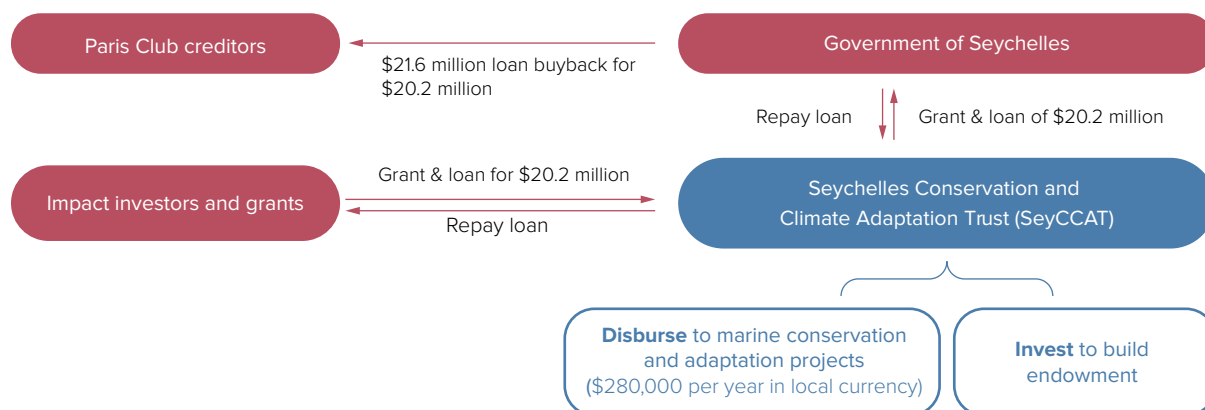 Paris Club creditors
Government of Seychelles
$21.6 million loan buyback for
$20.2 million
Repay loan
Grant & loan of $20.2 million
Impact investors and grants
Grant & loan for $20.2 million
Repay loan
Seychelles Conservation and
Climate Adaptation Trust (SeyCCAT)
Disburse to marine conservation
and adaptation projects
($280,000 per year in local currency)
Invest to build
endowment